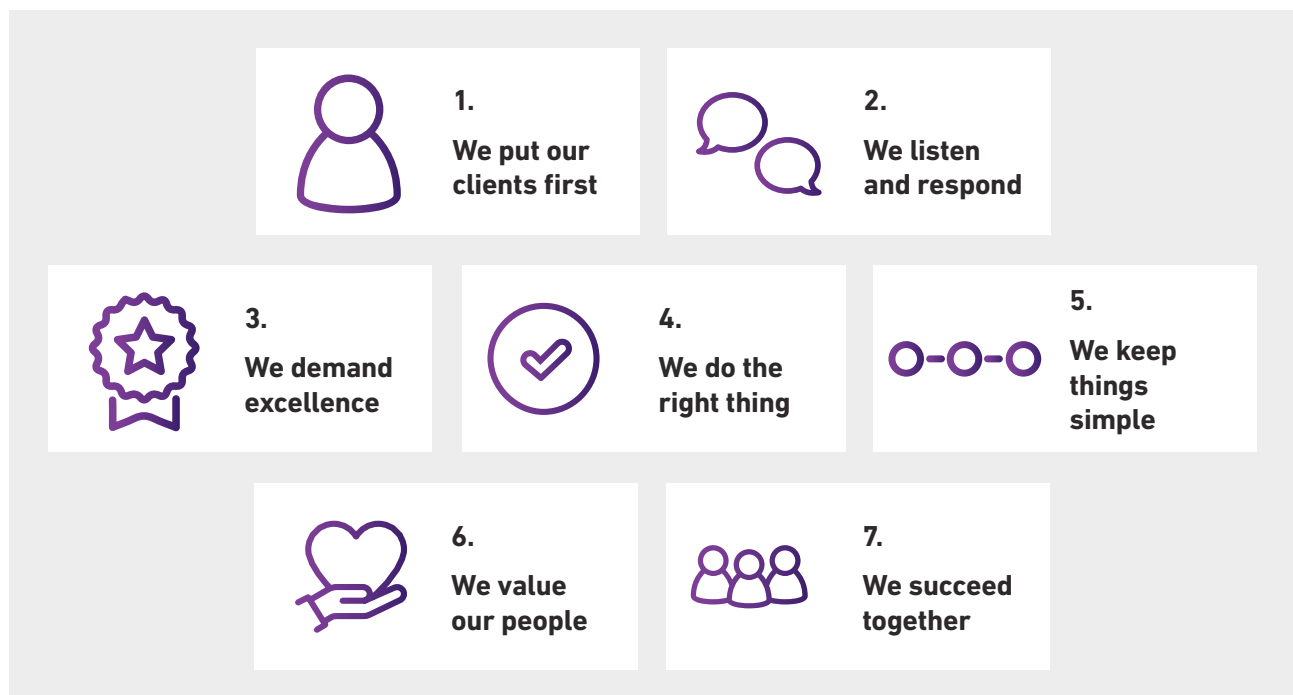 1.
We put our
clients first
2.
We listen
and respond
3.
We demand
excellence
4.
We do the
right thing
5.
We keep
things
simple
6.
We value
our people
7.
We succeed
together